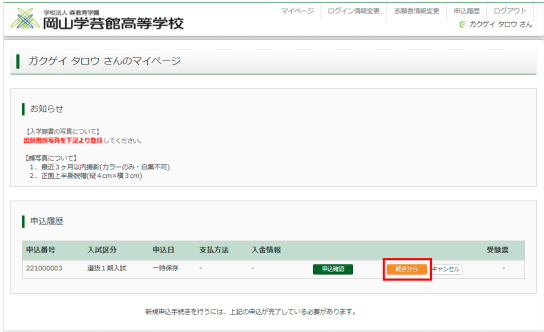 学校法人 森教育学園
岡山学芸館高等学校
マイページ ログイン情報変更 志願者情報変更 申込履歴 ログアウト
ガクゲイ タロウ さん
ガクゲイ タロウ さんのマイページ
お知らせ
【入学願書の写真について】
出願用顔写真を下記より登録してください。
【顔写真について】
1．最近3ヶ月以内撮影(カラーのみ・白黒不可)
2．正面上半身脱帽(縦4cm×横3cm)
申込履歴
申込番号 入試区分 申込日 支払方法 入金情報 受験票
221000003 選抜1期入試 一時保存 - - 申込確認 続きから キャンセル -
新規申込手続きを行うには、上記の申込が完了している必要があります。